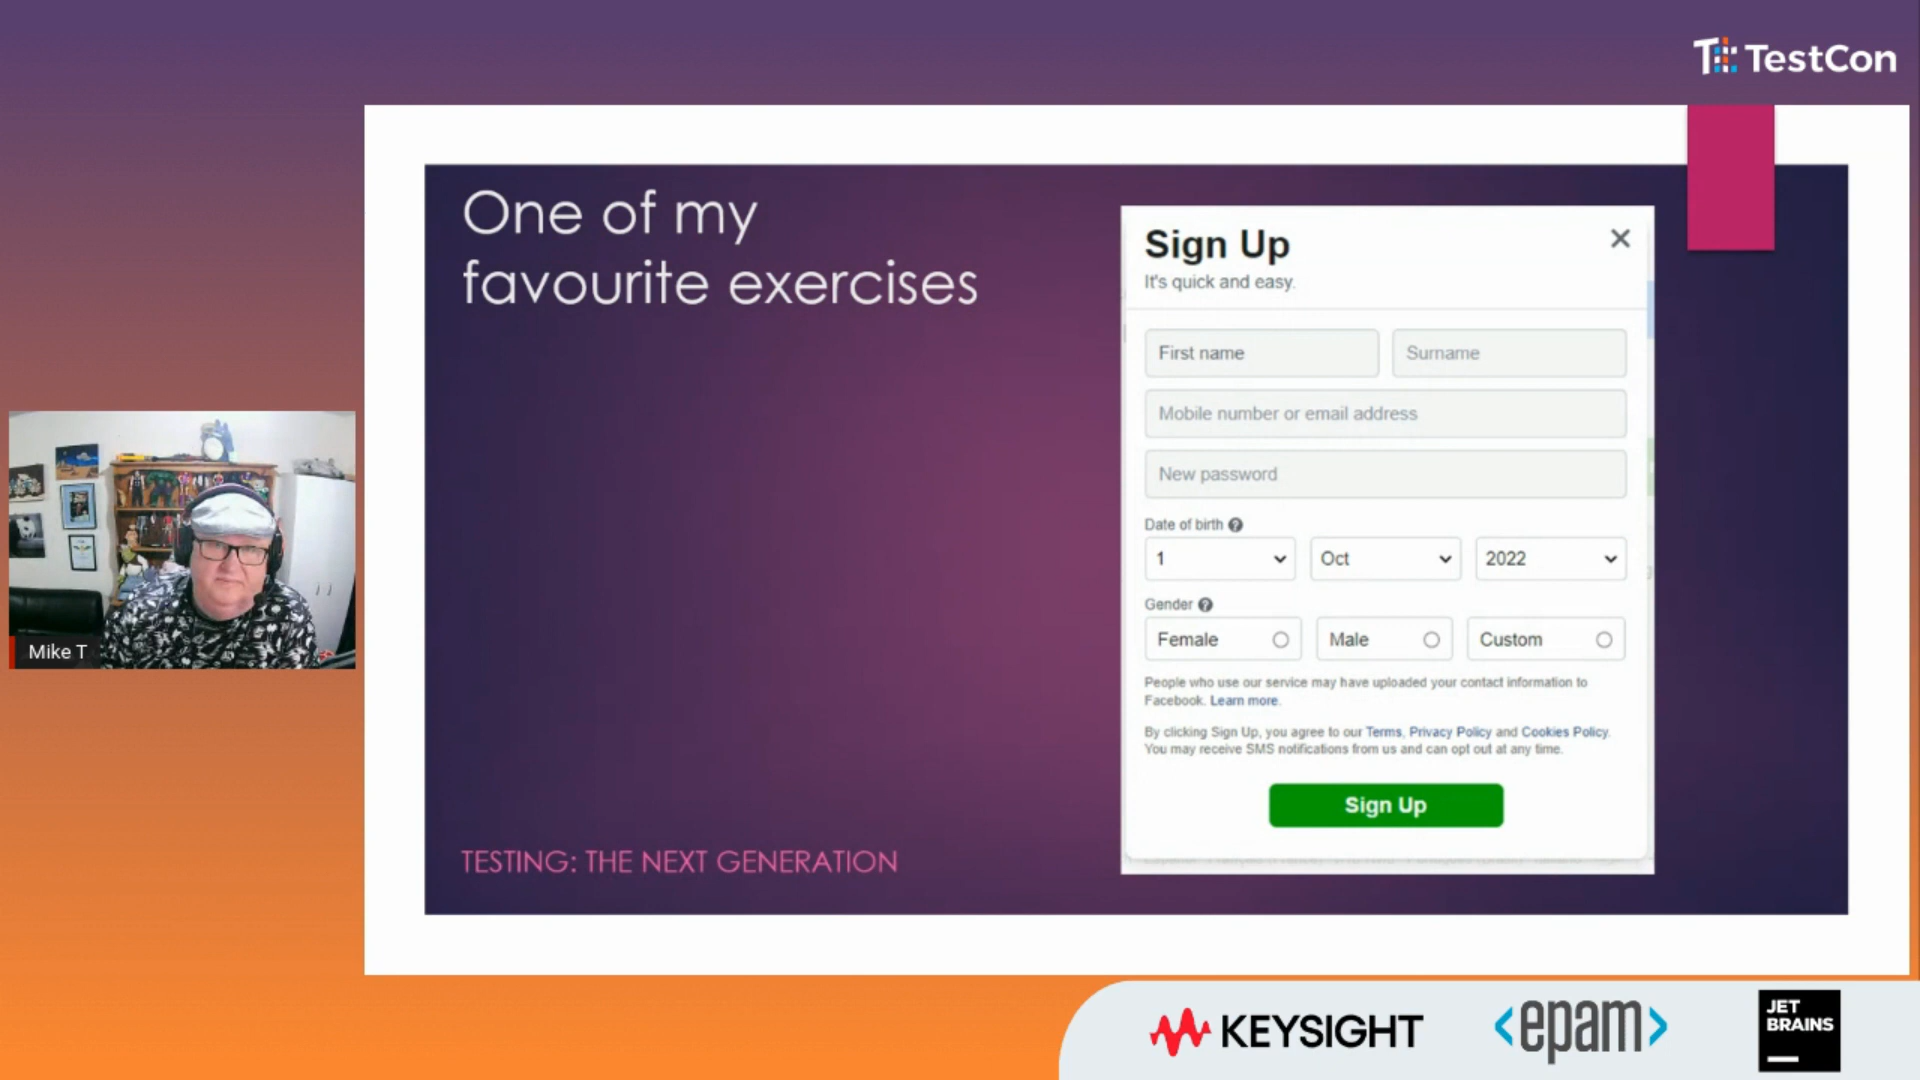 TestCon
One of my
favourite exercises
Sign Up
It's quick and easy.
First name
Surname
Mobile number or email address
New password
Date of birth
1
Oct
2022
Gender
Female
Male
Custom
People who use our service may have uploaded your contact information to
Facebook. Learn more.
By clicking Sign Up, you agree to our Terms, Privacy Policy and Cookies Policy.
You may receive SMS notifications from us and can opt out at any time.
Sign Up
TESTING: THE NEXT GENERATION
Mike T
KEYSIGHT
<epam>
JET
BRAINS